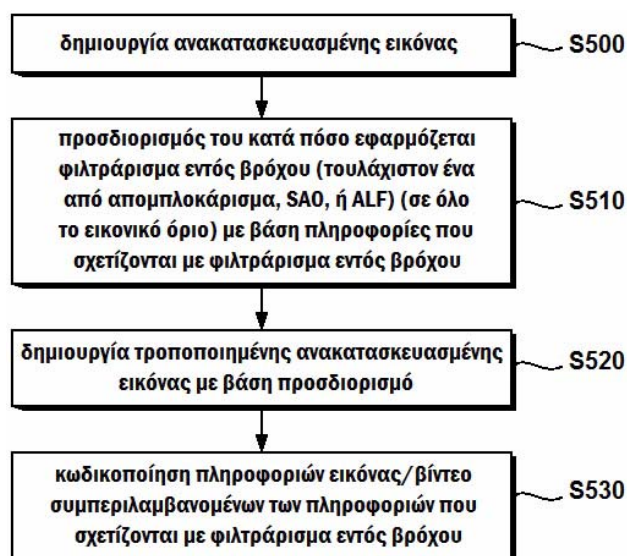 δημιουργία ανακατασκευασμένης εικόνας
S500
προσδιορισμός του κατά πόσο εφαρμόζεται
φιλτράρισμα εντός βρόχου (τουλάχιστον ένα
από απομπλοκάρισμα, SAO, ή ALF) (σε όλο
το εικονικό όριο) με βάση πληροφορίες που
σχετίζονται με φιλτράρισμα εντός βρόχου
S510
δημιουργία τροποποιημένης ανακατασκευασμένης
εικόνας με βάση προσδιορισμό
S520
κωδικοποίηση πληροφοριών εικόνας/βίντεο
συμπεριλαμβανομένων των πληροφοριών που
σχετίζονται με φιλτράρισμα εντός βρόχου
S530